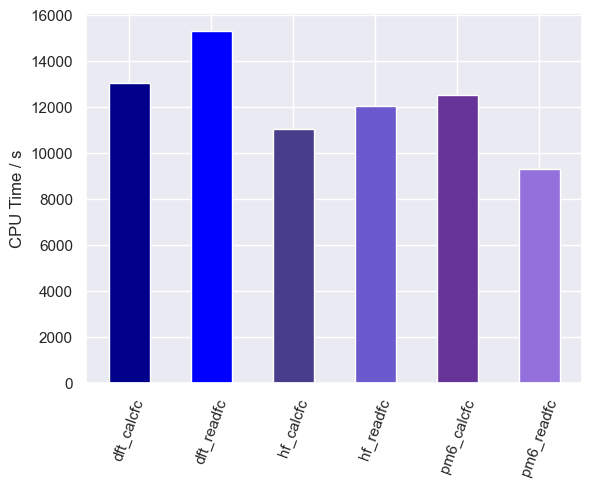 16000
14000
12000
10000
8000
6000
4000
2000
0
CPU Time / s
dft_calcfc
dft_readfc
hf_calcfc
hf_readfc
pm6_calcfc
pm6_readfc